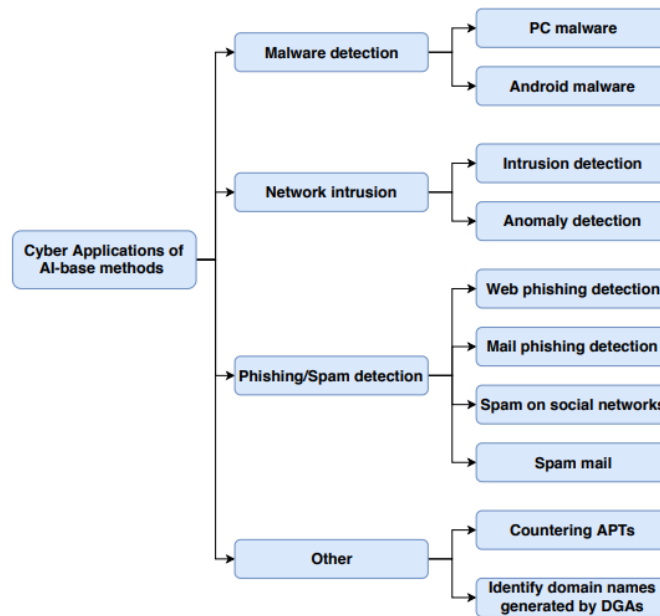 Cyber Applications of
AI-base methods
Malware detection
PC malware
Android malware
Network intrusion
Intrusion detection
Anomaly detection
Phishing/Spam detection
Web phishing detection
Mail phishing detection
Spam on social networks
Spam mail
Other
Countering APTs
Identify domain names
generated by DGAs